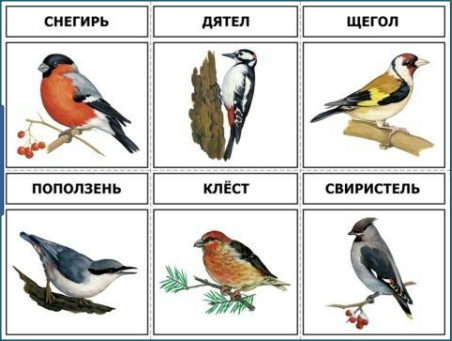 СНЕГИРЬ
ДЯТЕЛ
ЩЕГОЛ
ПОПОЛЗЕНЬ
КЛЁСТ
СВИРИСТЕЛЬ